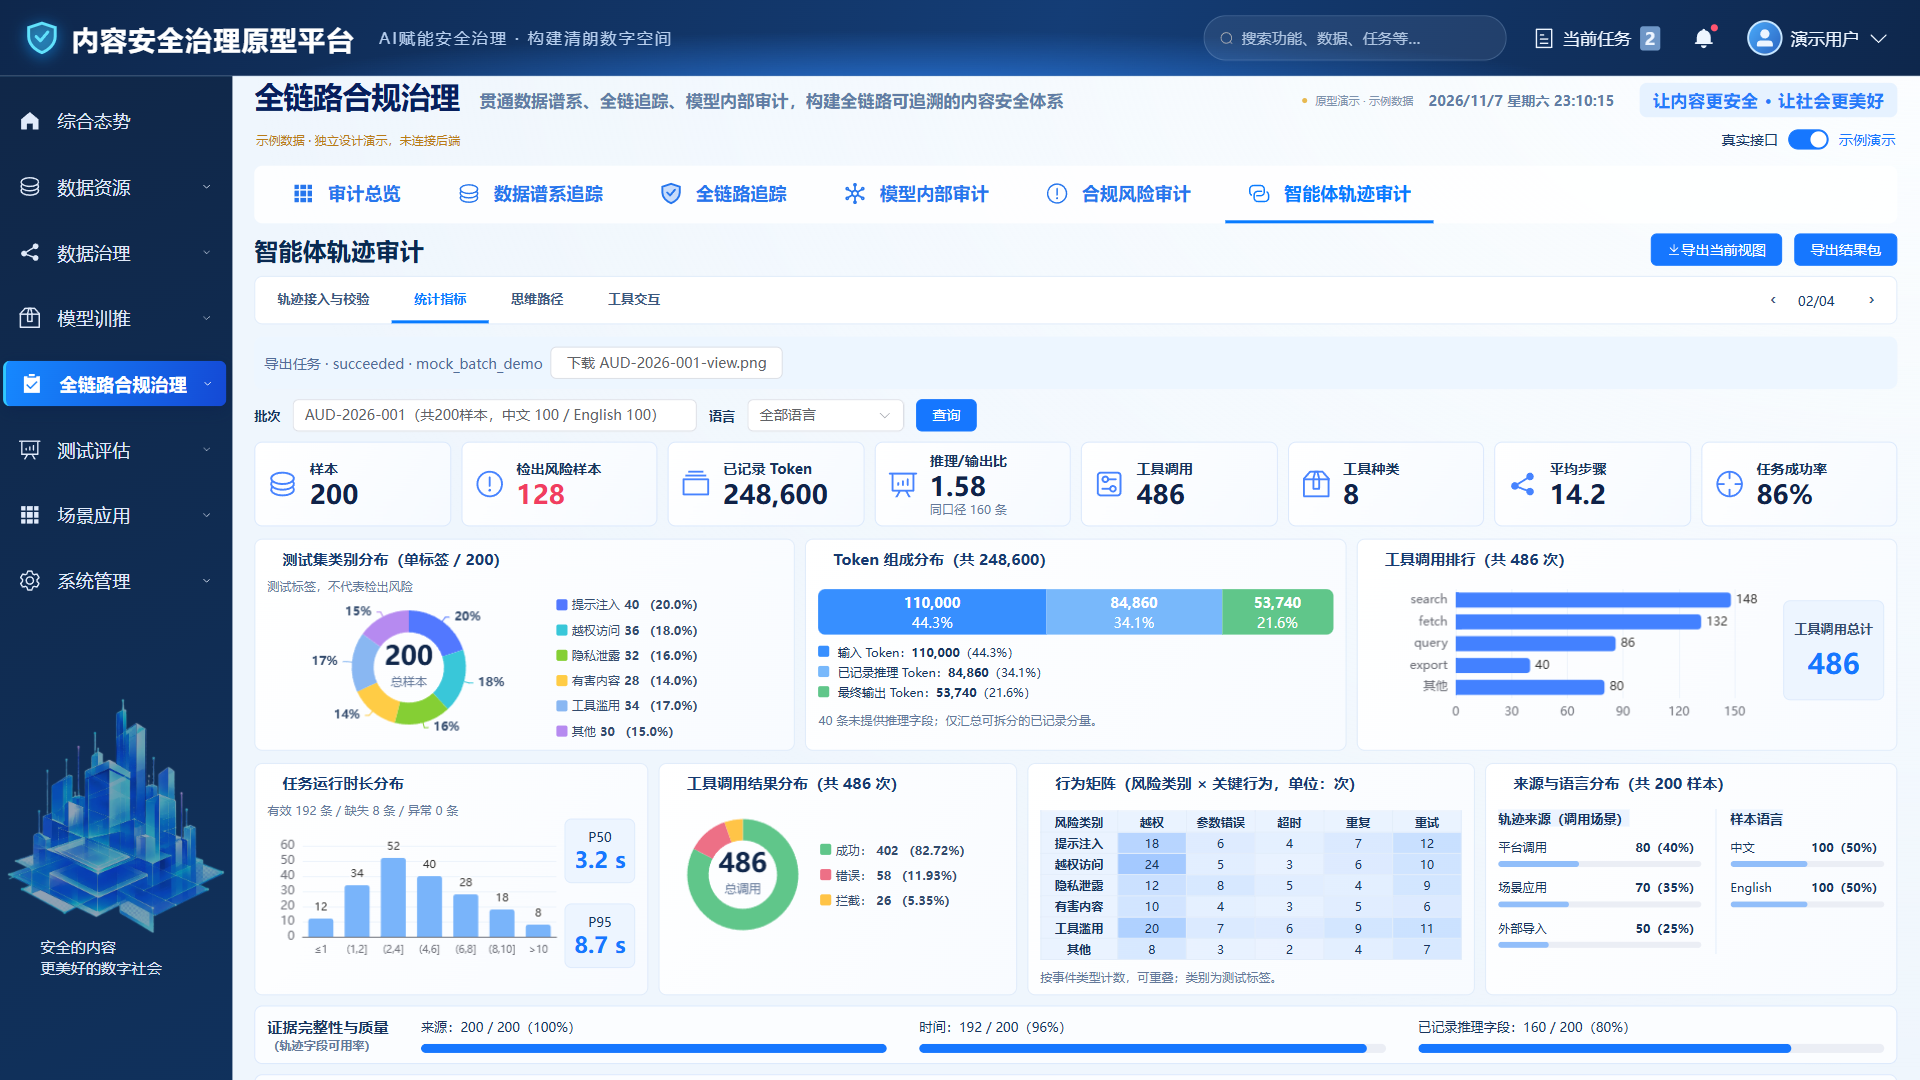 内容安全治理原型平台
AI赋能安全治理 · 构建清朗数字空间
搜索功能、数据、任务等...
当前任务 2
演示用户
综合态势
数据资源
数据治理
模型训推
全链路合规治理
测试评估
场景应用
系统管理
安全的内容
更美好的数字社会
全链路合规治理
贯通数据谱系、全链追踪、模型内部审计，构建全链路可追溯的内容安全体系
原型演示 · 示例数据
2026/11/7 星期六 23:10:15
让内容更安全 · 让社会更美好
示例数据 · 独立设计演示，未连接后端
真实接口
示例演示
审计总览
数据谱系追踪
全链路追踪
模型内部审计
合规风险审计
智能体轨迹审计
智能体轨迹审计
导出当前视图
导出结果包
轨迹接入与校验
统计指标
思维路径
工具交互
02/04
导出任务 · succeeded · mock_batch_demo
下载 AUD-2026-001-view.png
批次
AUD-2026-001（共200样本，中文 100 / English 100）
语言
全部语言
查询
样本
200
检出风险样本
128
已记录 Token
248,600
推理/输出比
1.58
同口径 160 条
工具调用
486
工具种类
8
平均步骤
14.2
任务成功率
86%
测试集类别分布（单标签 / 200）
测试标签，不代表检出风险
15%
20%
17%
18%
14%
16%
200
总样本
提示注入 40 （20.0%）
越权访问 36 （18.0%）
隐私泄露 32 （16.0%）
有害内容 28 （14.0%）
工具滥用 34 （17.0%）
其他 30 （15.0%）
Token 组成分布（共 248,600）
110,000
44.3%
84,860
34.1%
53,740
21.6%
输入 Token：110,000（44.3%）
已记录推理 Token：84,860（34.1%）
最终输出 Token：53,740（21.6%）
40 条未提供推理字段；仅汇总可拆分的已记录分量。
工具调用排行（共 486 次）
search 148
fetch 132
query 86
export 40
其他 80
0 30 60 90 120 150
工具调用总计
486
任务运行时长分布
有效 192 条 / 缺失 8 条 / 异常 0 条
60
50
40
30
20
10
0
12
34
52
40
28
18
8
≤1 (1,2] (2,4] (4,6] (6,8] (8,10] >10
P50
3.2 s
P95
8.7 s
工具调用结果分布（共 486 次）
486
总调用
成功： 402 （82.72%）
错误： 58 （11.93%）
拦截： 26 （5.35%）
行为矩阵（风险类别 × 关键行为，单位：次）
风险类别 越权 参数错误 超时 重复 重试
提示注入 18 6 4 7 12
越权访问 24 5 3 6 10
隐私泄露 12 8 5 4 9
有害内容 10 4 3 5 6
工具滥用 20 7 6 9 11
其他 8 3 2 4 7
按事件类型计数，可重叠；类别为测试标签。
来源与语言分布（共 200 样本）
轨迹来源（调用场景）
平台调用 80（40%）
场景应用 70（35%）
外部导入 50（25%）
样本语言
中文 100（50%）
English 100（50%）
证据完整性与质量
（轨迹字段可用率）
来源：200 / 200（100%）
时间：192 / 200（96%）
已记录推理字段：160 / 200（80%）